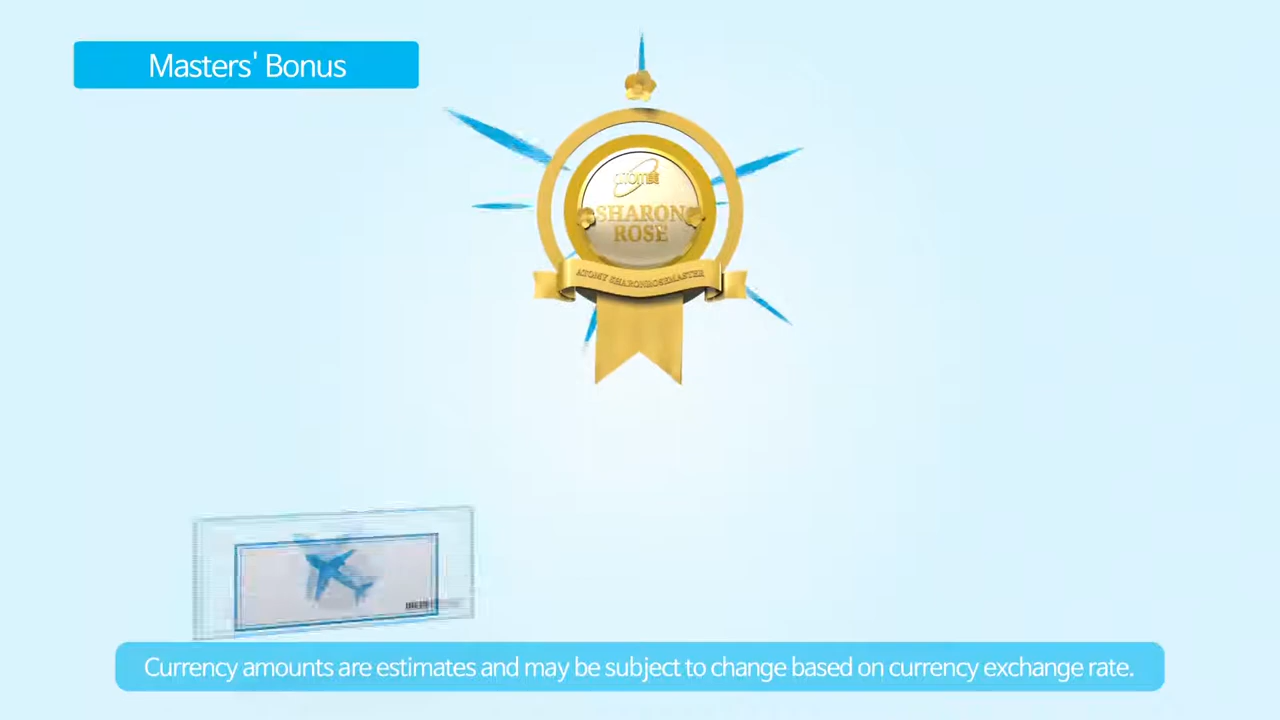 Masters' Bonus
SHARON
ROSE
ATOMY SHARONROSEMASTER
Currency amounts are estimates and may be subject to change based on currency exchange rate.